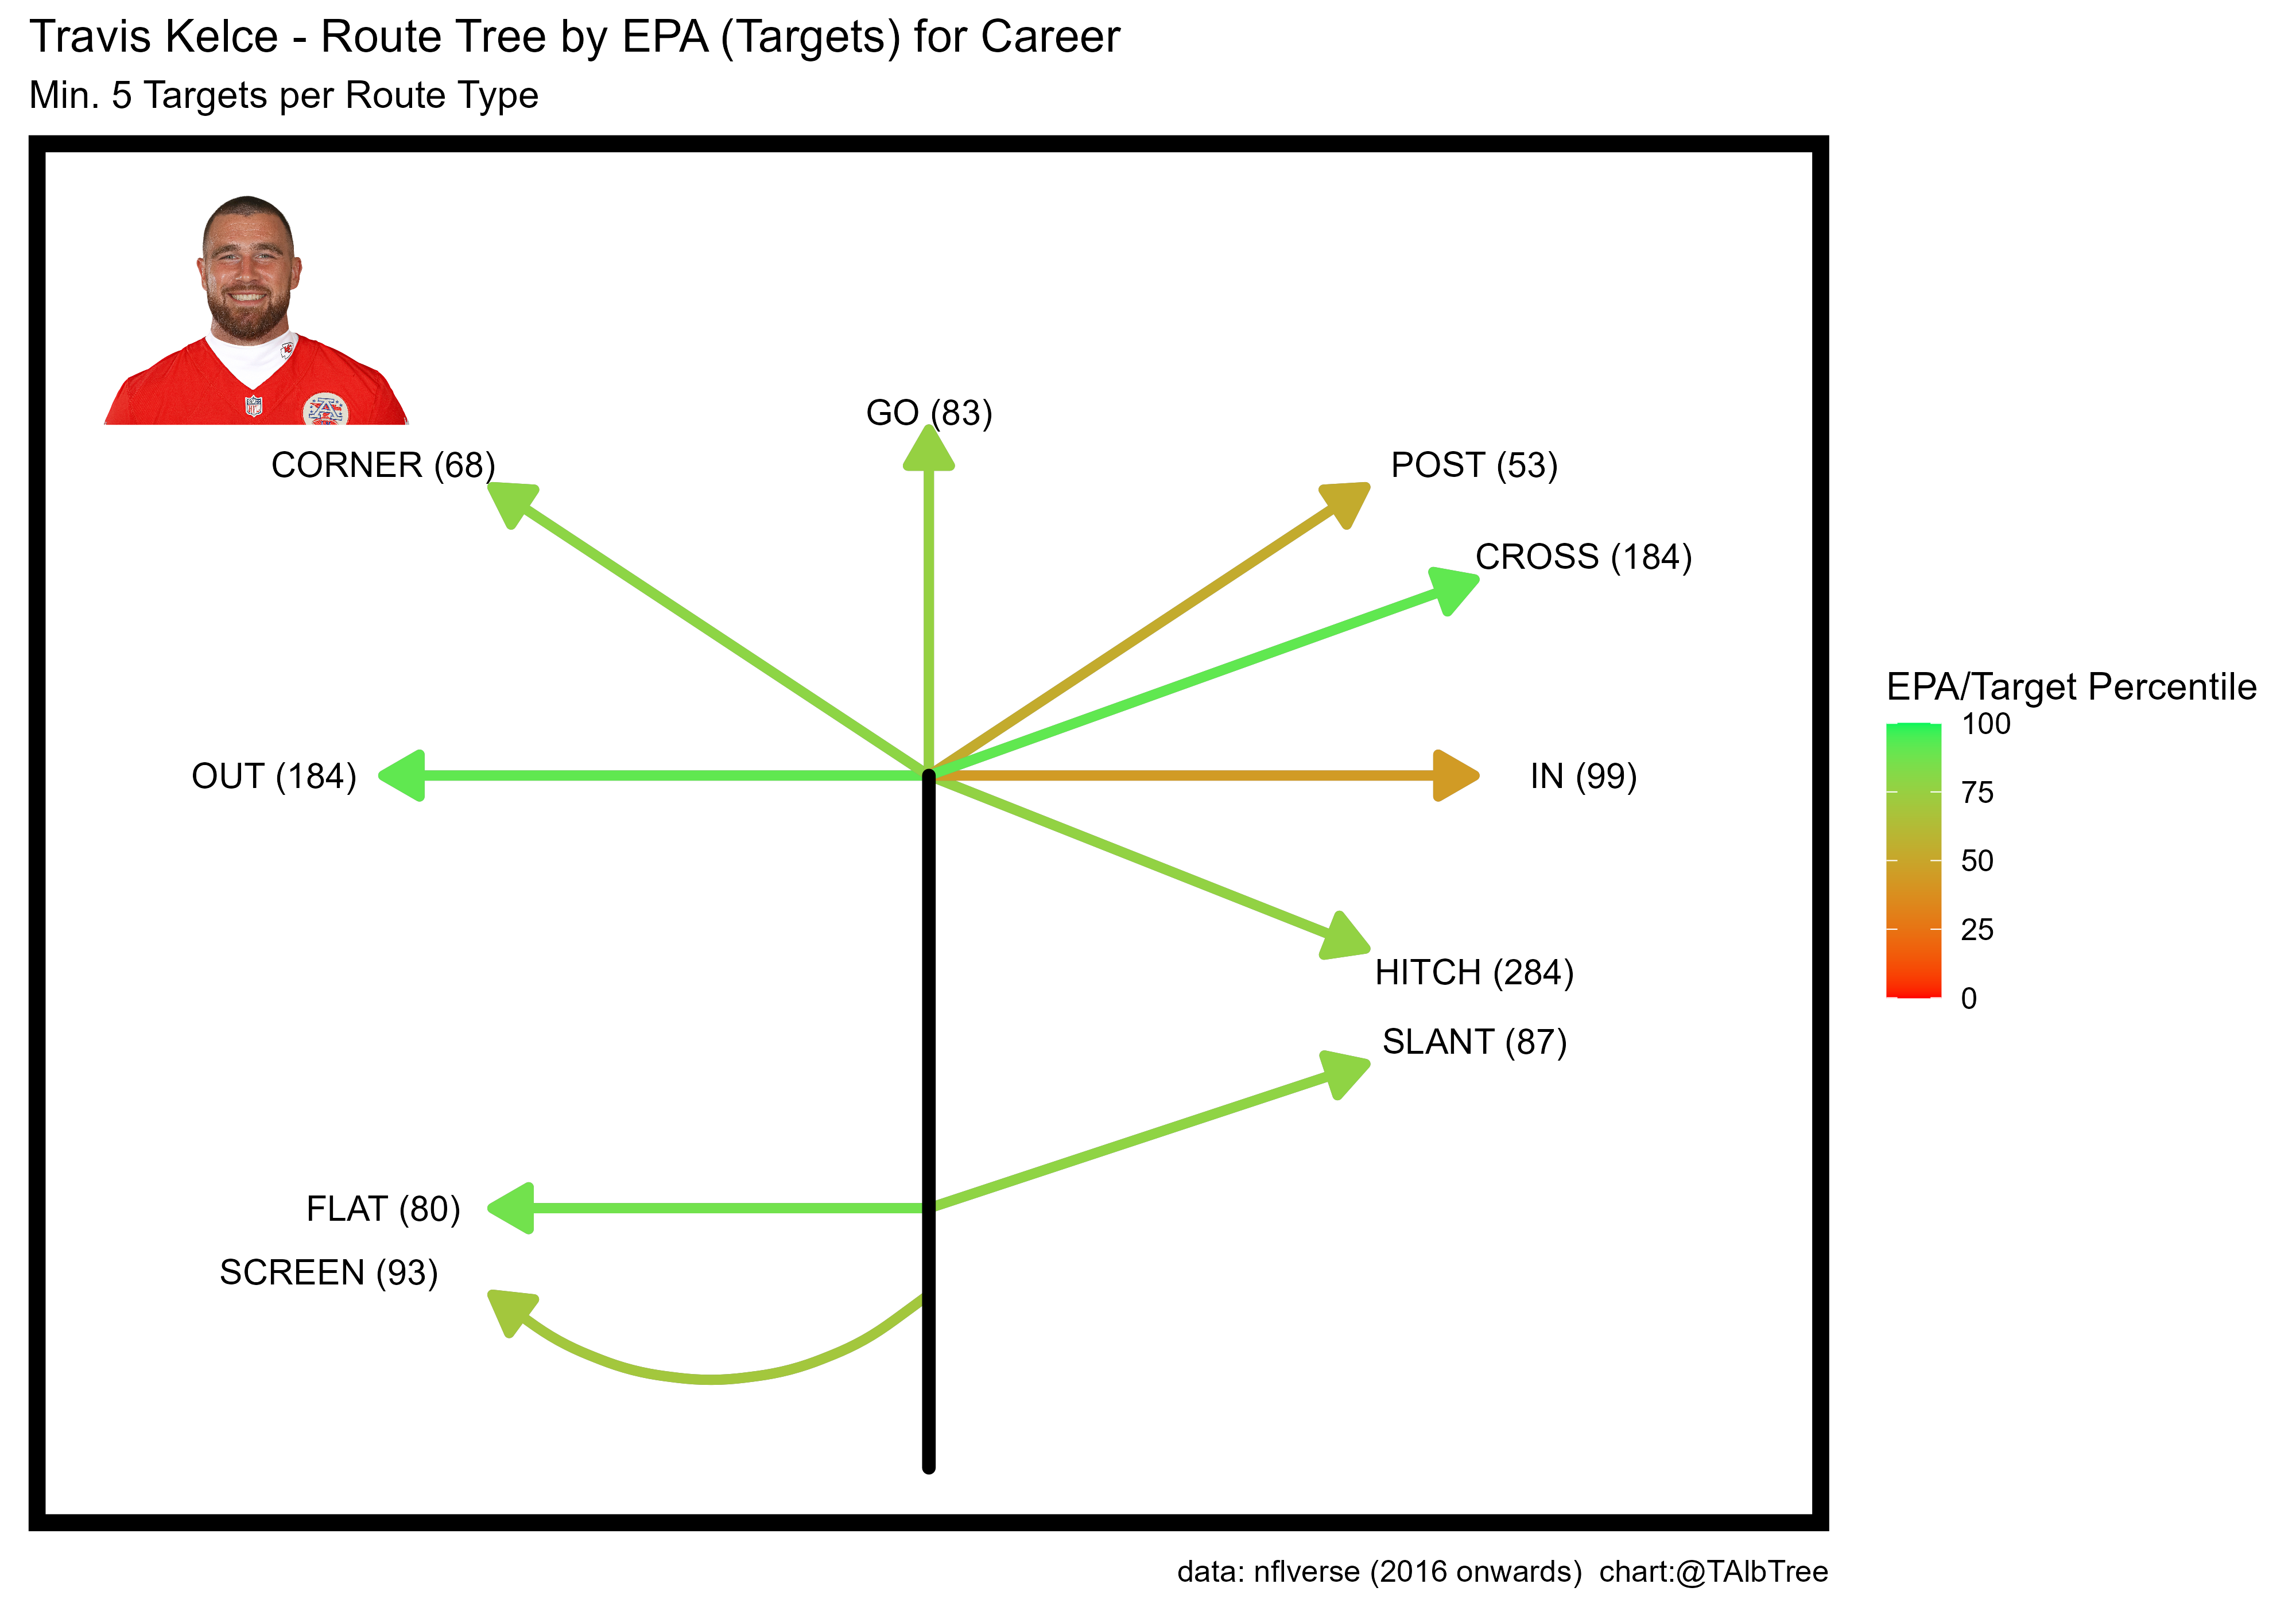 Travis Kelce - Route Tree by EPA (Targets) for Career
Min. 5 Targets per Route Type
GO (83)
CORNER (68)
POST (53)
CROSS (184)
OUT (184)
IN (99)
HITCH (284)
SLANT (87)
FLAT (80)
SCREEN (93)
EPA/Target Percentile
100
75
50
25
0
data: nflverse (2016 onwards)  chart:@TAlbTree